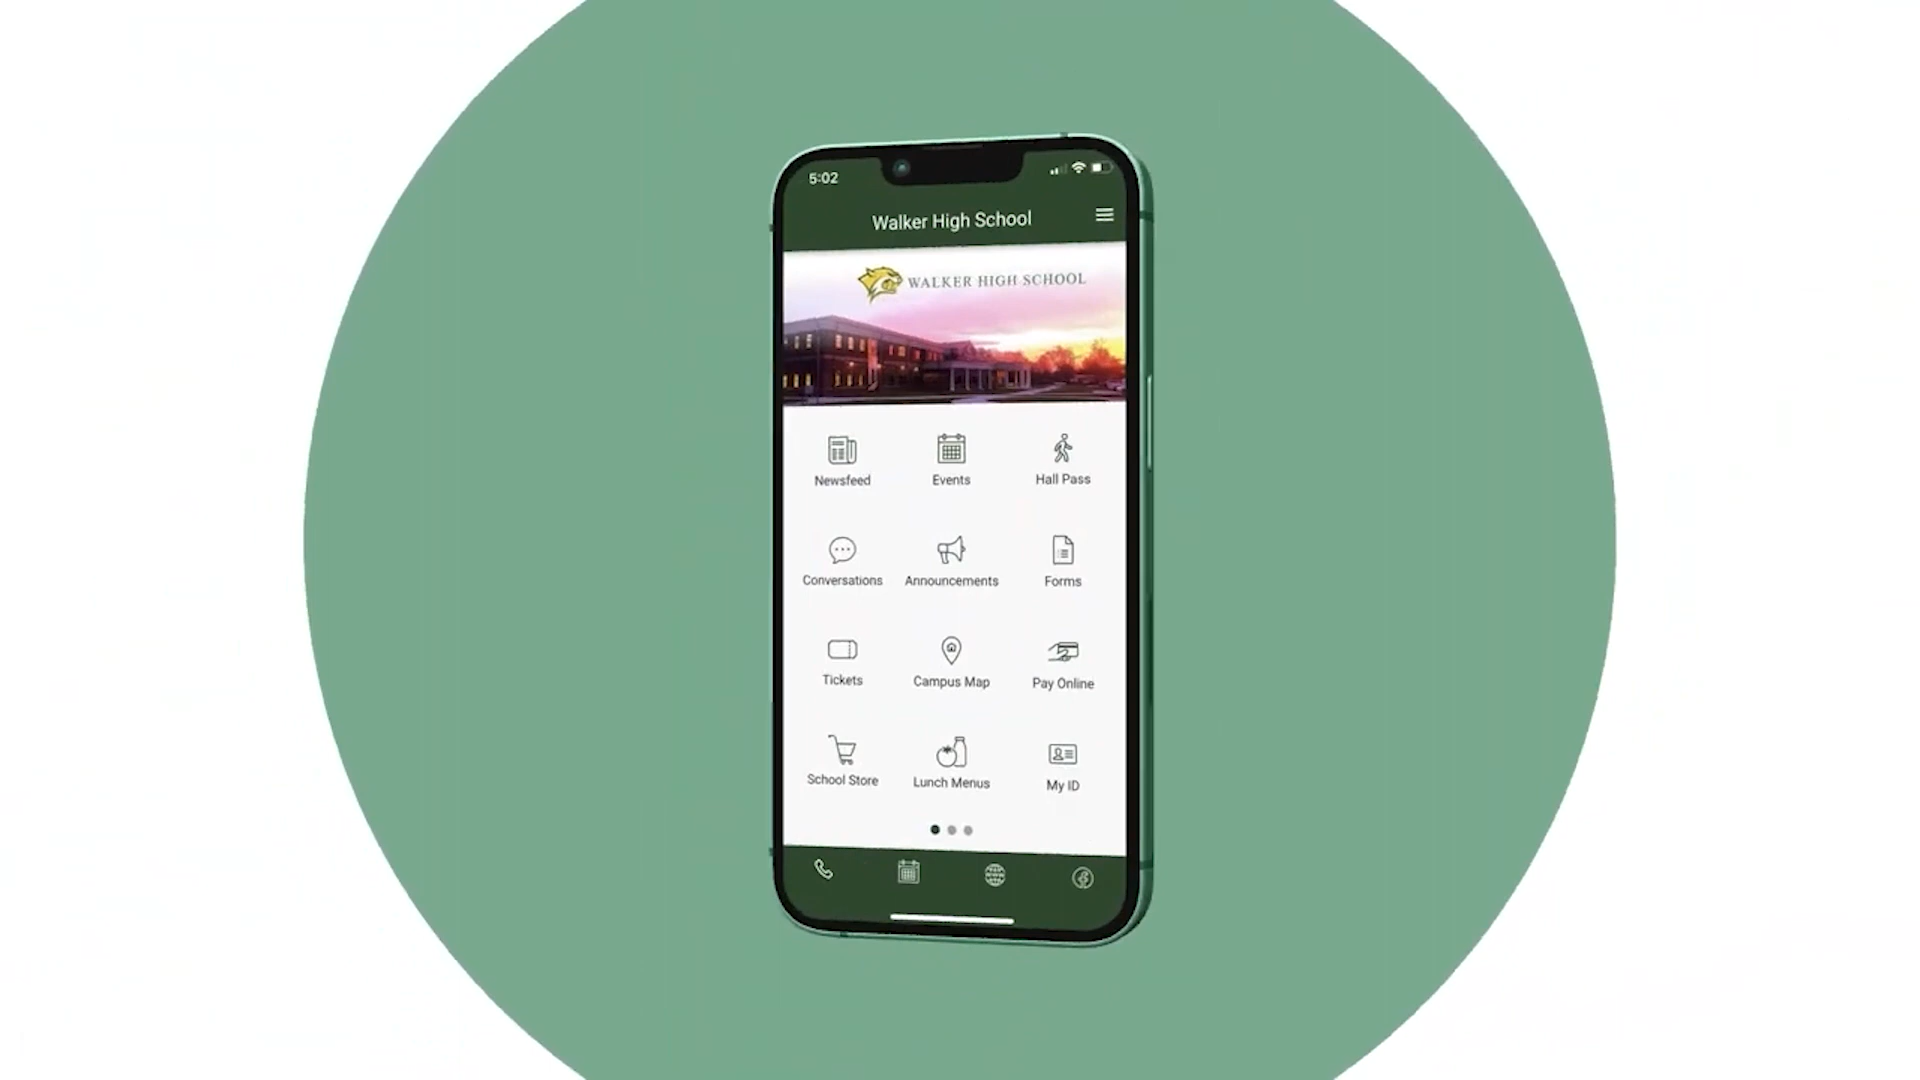 5:02
Walker High School
WALKER HIGH SCHOOL
Newsfeed
Events
Hall Pass
Conversations
Announcements
Forms
Tickets
Campus Map
Pay Online
School Store
Lunch Menus
My ID